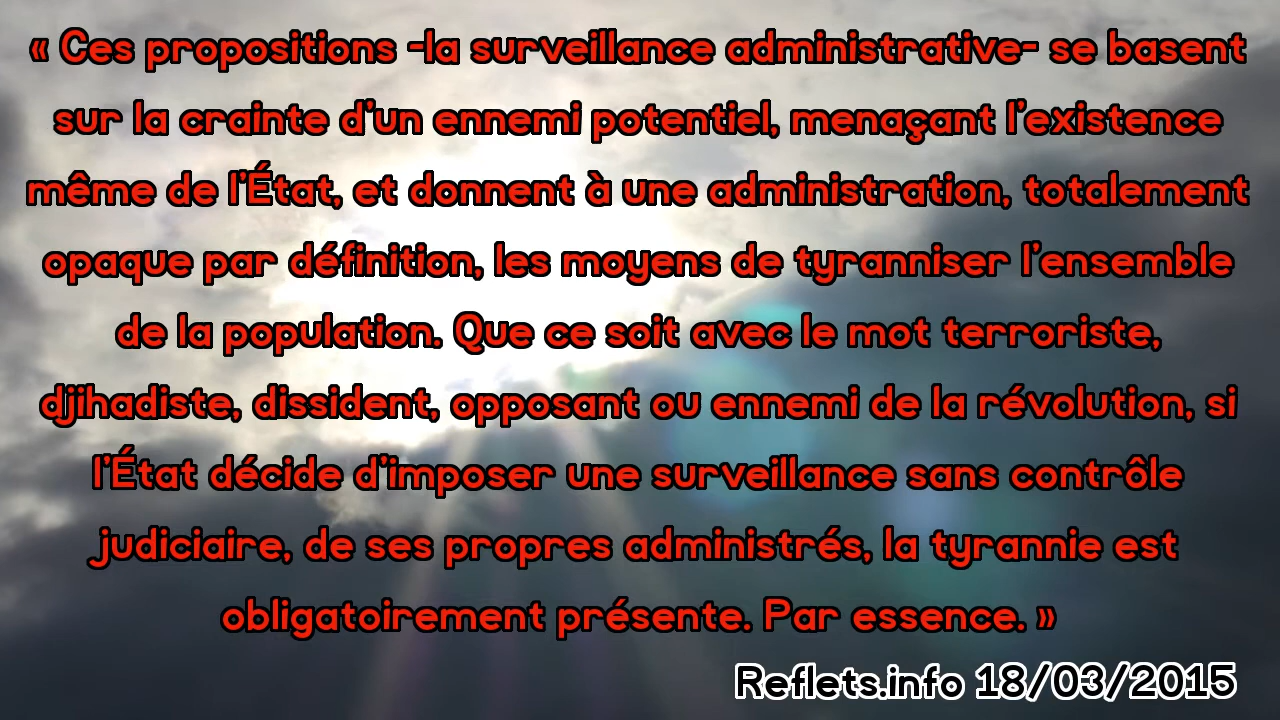 « Ces propositions -la surveillance administrative- se basent
sur la crainte d'un ennemi potentiel, menaçant l'existence
même de l'État, et donnent à une administration, totalement
opaque par définition, les moyens de tyranniser l'ensemble
de la population. Que ce soit avec le mot terroriste,
djihadiste, dissident, opposant ou ennemi de la révolution, si
l'État décide d'imposer une surveillance sans contrôle
judiciaire, de ses propres administrés, la tyrannie est
obligatoirement présente. Par essence. »
Reflets.info 18/03/2015